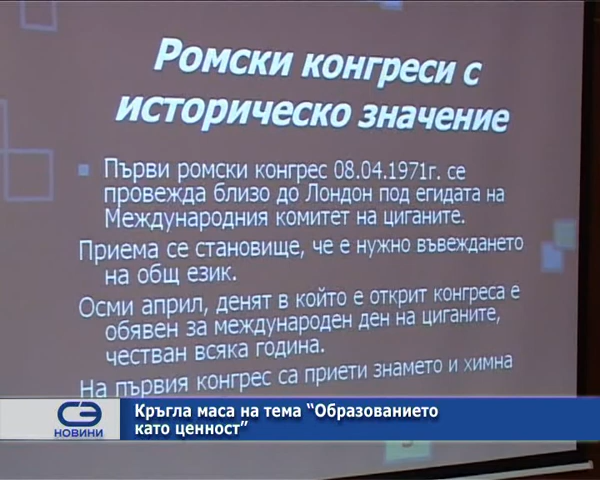 Ромски конгреси с
историческо значение
Първи ромски конгрес 08.04.1971г. се
провежда близо до Лондон под егидата на
Международния комитет на циганите.
Приема се становище, че е нужно въвеждането
на общ език.
Осми април, денят в който е открит конгреса е
обявен за международен ден на циганите,
честван всяка година.
На първия конгрес са приети знамето и химна
СЭ
НОВИНИ
Кръгла маса на тема “Образованието
като ценност”